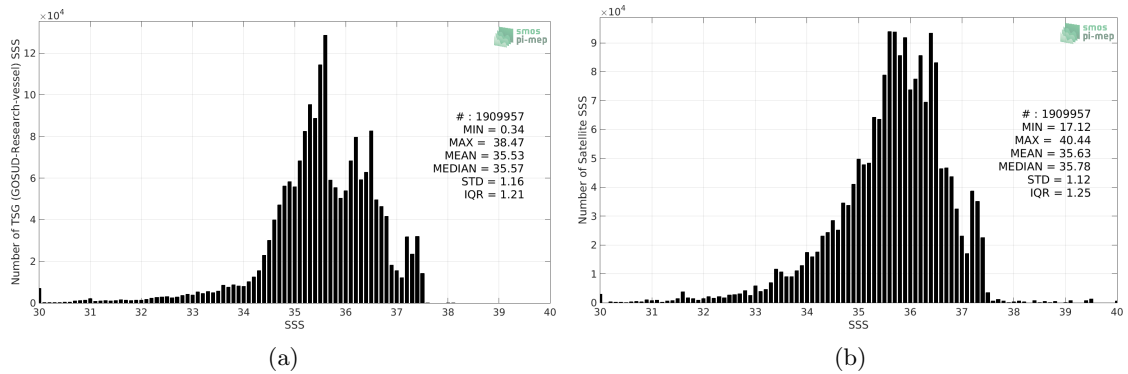 ×10⁴
smos
pi-mep
12
10
8
6
4
2
0
Number of TSG (GOSUD-Research-vessel) SSS
# : 1909957
MIN = 0.34
MAX = 38.47
MEAN = 35.53
MEDIAN = 35.57
STD = 1.16
IQR = 1.21
30 31 32 33 34 35 36 37 38 39 40
SSS
(a)
×10⁴
smos
pi-mep
9
8
7
6
5
4
3
2
1
0
Number of Satellite SSS
# : 1909957
MIN = 17.12
MAX = 40.44
MEAN = 35.63
MEDIAN = 35.78
STD = 1.12
IQR = 1.25
30 31 32 33 34 35 36 37 38 39 40
SSS
(b)